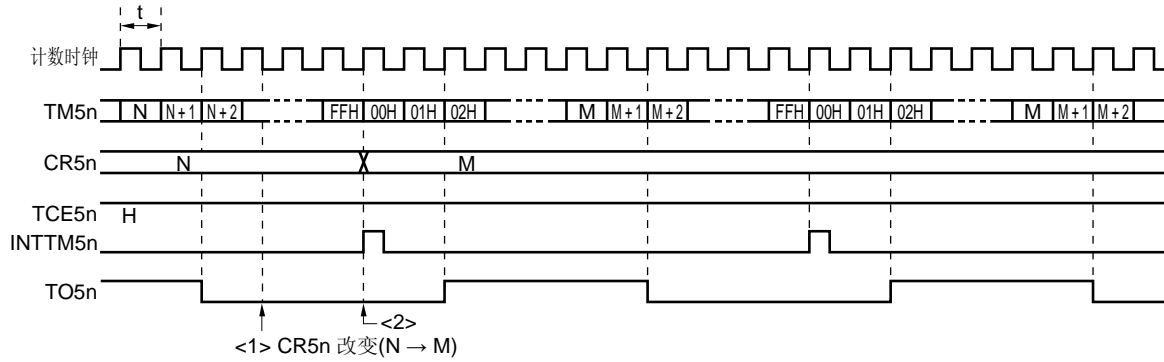 t
计数时钟
TM5n N N+1 N+2 FFH 00H 01H 02H M M+1 M+2 FFH 00H 01H 02H M M+1 M+2
CR5n N M
TCE5n H
INTTM5n
TO5n
<2>
<1> CR5n 改变(N → M)